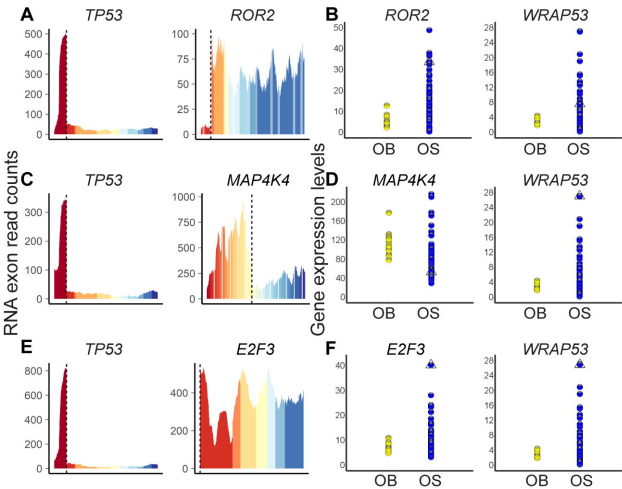 A TP53 ROR2 B ROR2 WRAP53
500 400 300 200 100 0
100 75 50 25 0
50 40 30 20 10 0
28 24 20 16 12 8 4 0
OB OS OB OS
C TP53 MAP4K4 D MAP4K4 WRAP53
300 200 100 0
1000 750 500 250 0
200 160 120 80 40 0
28 24 20 16 12 8 4 0
OB OS OB OS
E TP53 E2F3 F E2F3 WRAP53
800 600 400 200 0
400 200 0
40 30 20 10 0
28 24 20 16 12 8 4 0
OB OS OB OS
RNA exon read counts
Gene expression levels